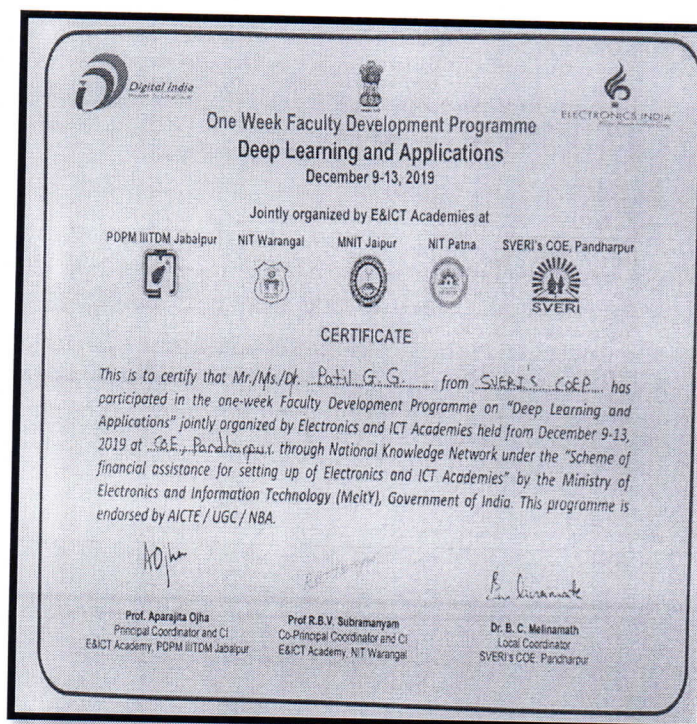 Digital India
ELECTRONICS INDIA
One Week Faculty Development Programme
Deep Learning and Applications
December 9-13, 2019
Jointly organized by E&ICT Academies at
PDPM IIITDM Jabalpur NIT Warangal MNIT Jaipur NIT Patna SVERI's COE, Pandharpur
SVERI
CERTIFICATE
This is to certify that Mr./Ms./Dr. Patil G. G. from SVERI'S COEP has
participated in the one-week Faculty Development Programme on "Deep Learning and
Applications" jointly organized by Electronics and ICT Academies held from December 9-13,
2019 at COE, Pandharpur through National Knowledge Network under the "Scheme of
financial assistance for setting up of Electronics and ICT Academies" by the Ministry of
Electronics and Information Technology (MeitY), Government of India. This programme is
endorsed by AICTE / UGC / NBA.
AOjha
Prof. Aparajita Ojha Prof R.B.V. Subramanyam Dr. B. C. Melinamath
Principal Coordinator and CI Co-Principal Coordinator and CI Local Coordinator
E&ICT Academy, PDPM IIITDM Jabalpur E&ICT Academy, NIT Warangal SVERI's COE, Pandharpur